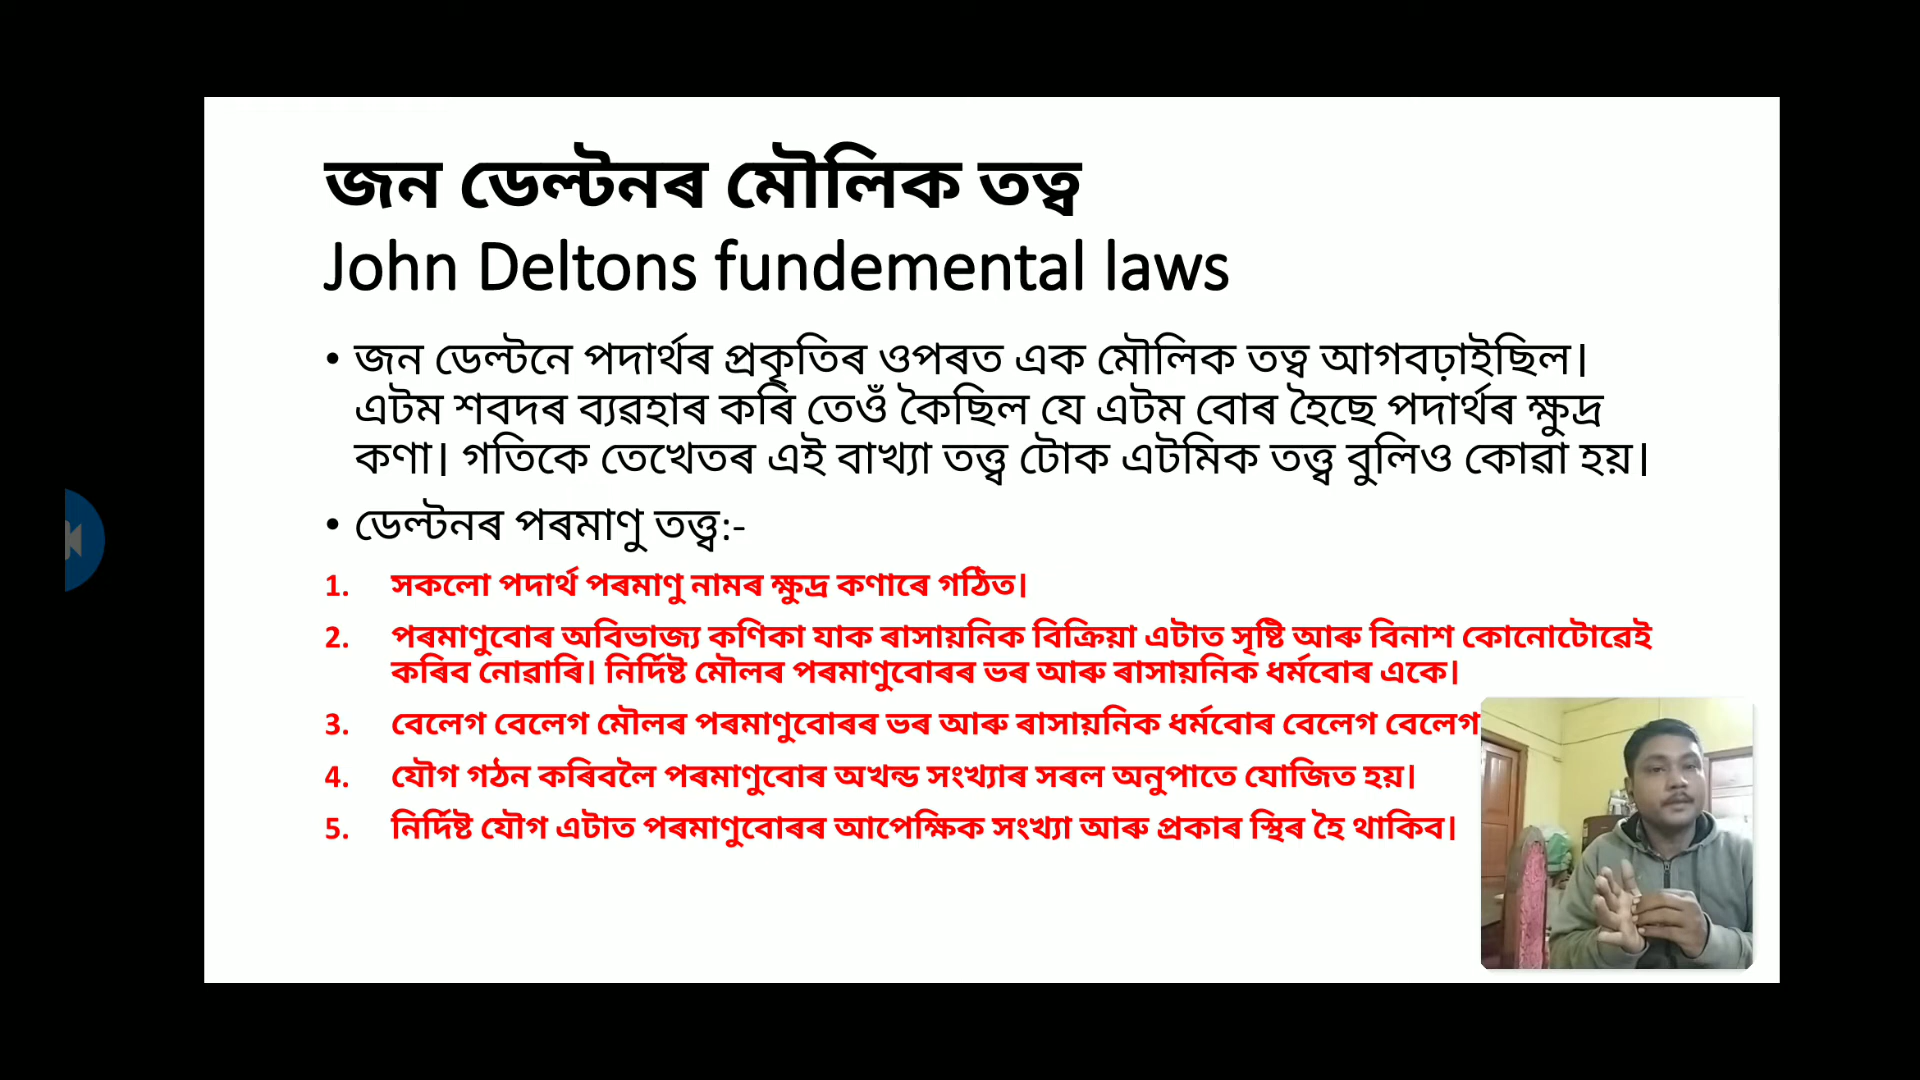 জন ডেল্টনৰ মৌলিক তত্ব
John Deltons fundemental laws
• জন ডেল্টনে পদাৰ্থৰ প্ৰকৃতিৰ ওপৰত এক মৌলিক তত্ব আগবঢ়াইছিল।
এটম শবদৰ ব্যৱহাৰ কৰি তেওঁ কৈছিল যে এটম বোৰ হৈছে পদাৰ্থৰ ক্ষুদ্ৰ
কণা। গতিকে তেখেতৰ এই বাখ্যা তত্ত্ব টোক এটমিক তত্ত্ব বুলিও কোৱা হয়।
• ডেল্টনৰ পৰমাণু তত্ত্ব:-
1. সকলো পদাৰ্থ পৰমাণু নামৰ ক্ষুদ্ৰ কণাৰে গঠিত।
2. পৰমাণুবোৰ অবিভাজ্য কণিকা যাক ৰাসায়নিক বিক্ৰিয়া এটাত সৃষ্টি আৰু বিনাশ কোনোটোৱেই
কৰিব নোৱাৰি। নিৰ্দিষ্ট মৌলৰ পৰমাণুবোৰৰ ভৰ আৰু ৰাসায়নিক ধৰ্মবোৰ একে।
3. বেলেগ বেলেগ মৌলৰ পৰমাণুবোৰৰ ভৰ আৰু ৰাসায়নিক ধৰ্মবোৰ বেলেগ বেলেগ
4. যৌগ গঠন কৰিবলৈ পৰমাণুবোৰ অখন্ড সংখ্যাৰ সৰল অনুপাতে যোজিত হয়।
5. নিৰ্দিষ্ট যৌগ এটাত পৰমাণুবোৰৰ আপেক্ষিক সংখ্যা আৰু প্ৰকাৰ স্থিৰ হৈ থাকিব।